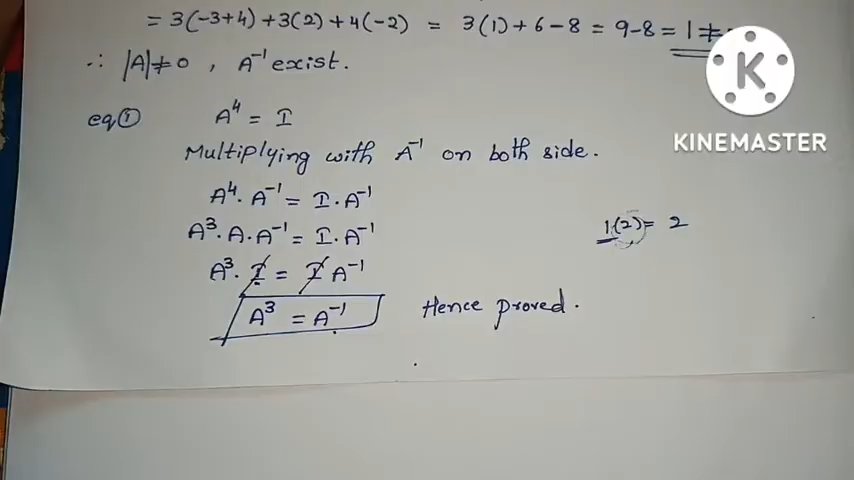 = 3(-3+4)+3(2)+4(-2) = 3(1)+6-8 = 9-8 = 1 ≠
∴ |A|≠0 , A⁻¹ exist.
KINEMASTER
eq① A⁴ = I
Multiplying with A⁻¹ on both side.
A⁴. A⁻¹ = I. A⁻¹
A³. A. A⁻¹ = I. A⁻¹
1(2) = 2
A³. I = I A⁻¹
A³ = A⁻¹ Hence proved.